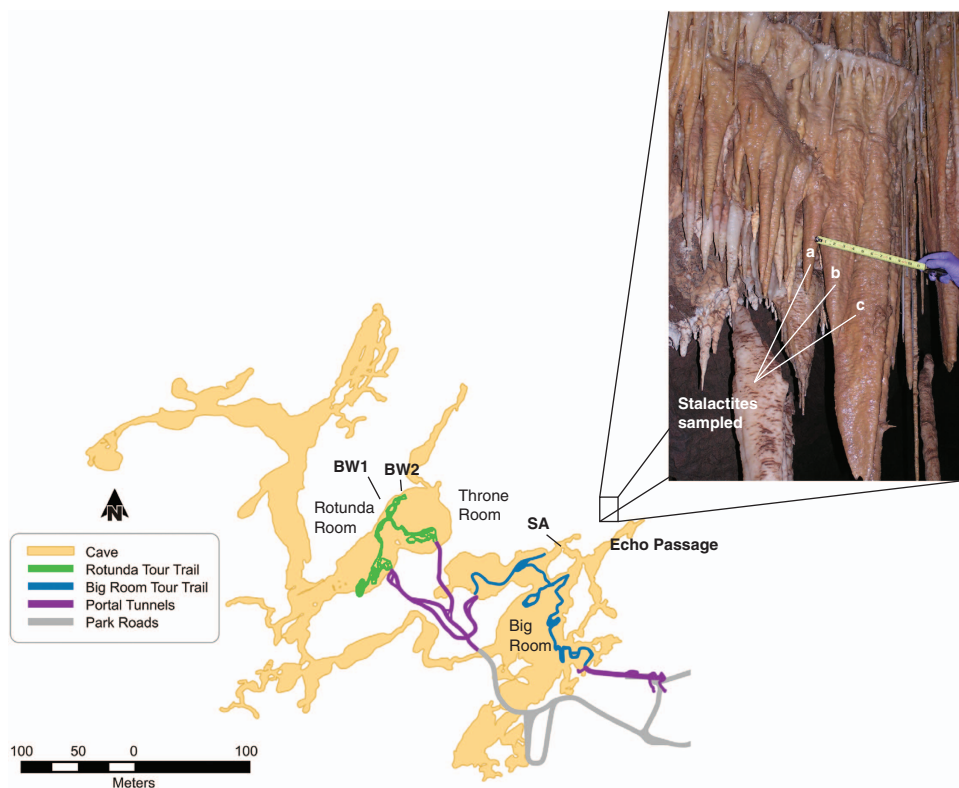 a
b
c
Stalactites
sampled
BW1
BW2
Rotunda
Room
Throne
Room
SA
Echo Passage
N
Cave
Rotunda Tour Trail
Big Room Tour Trail
Portal Tunnels
Park Roads
Big
Room
100 50 0 100
Meters